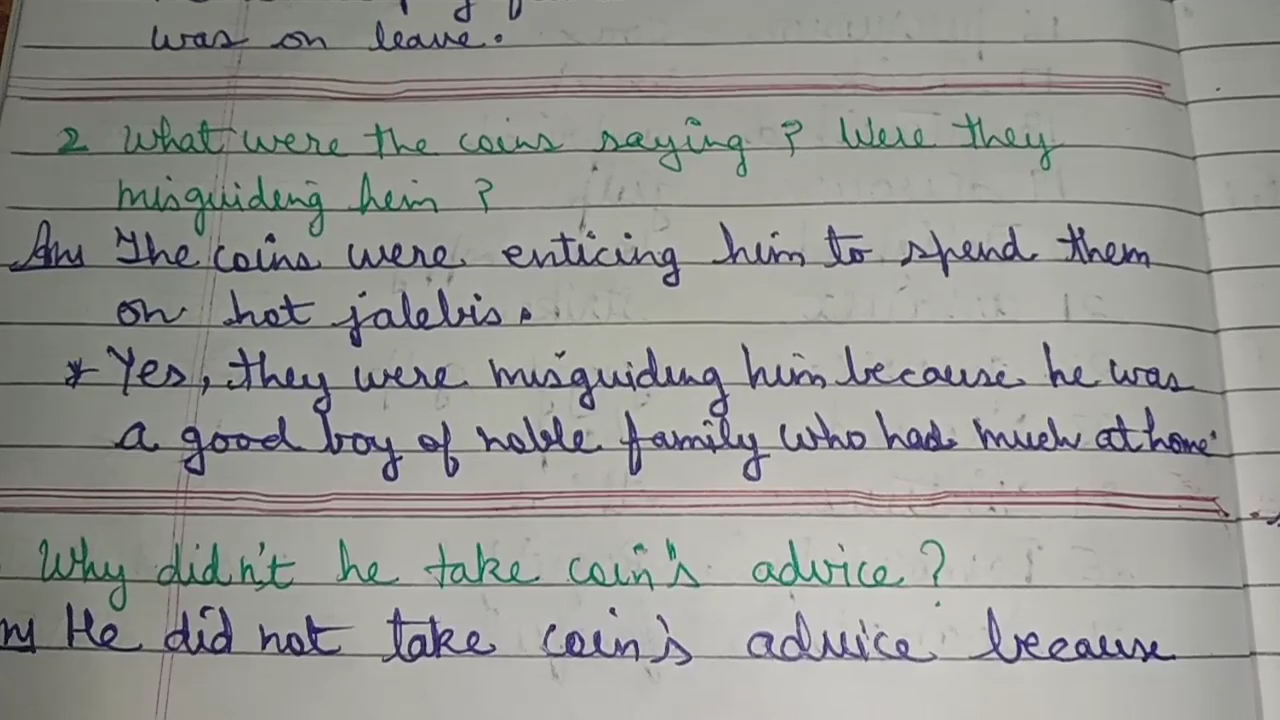 was on leave.
2 What were the coins saying? Were they
misguiding him?
Ans The coins were enticing him to spend them
on hot jalebis.
* Yes, they were misguiding him because he was
a good boy of noble family who had much at home
Why didn't he take coin's advice?
He did not take coin's advice because